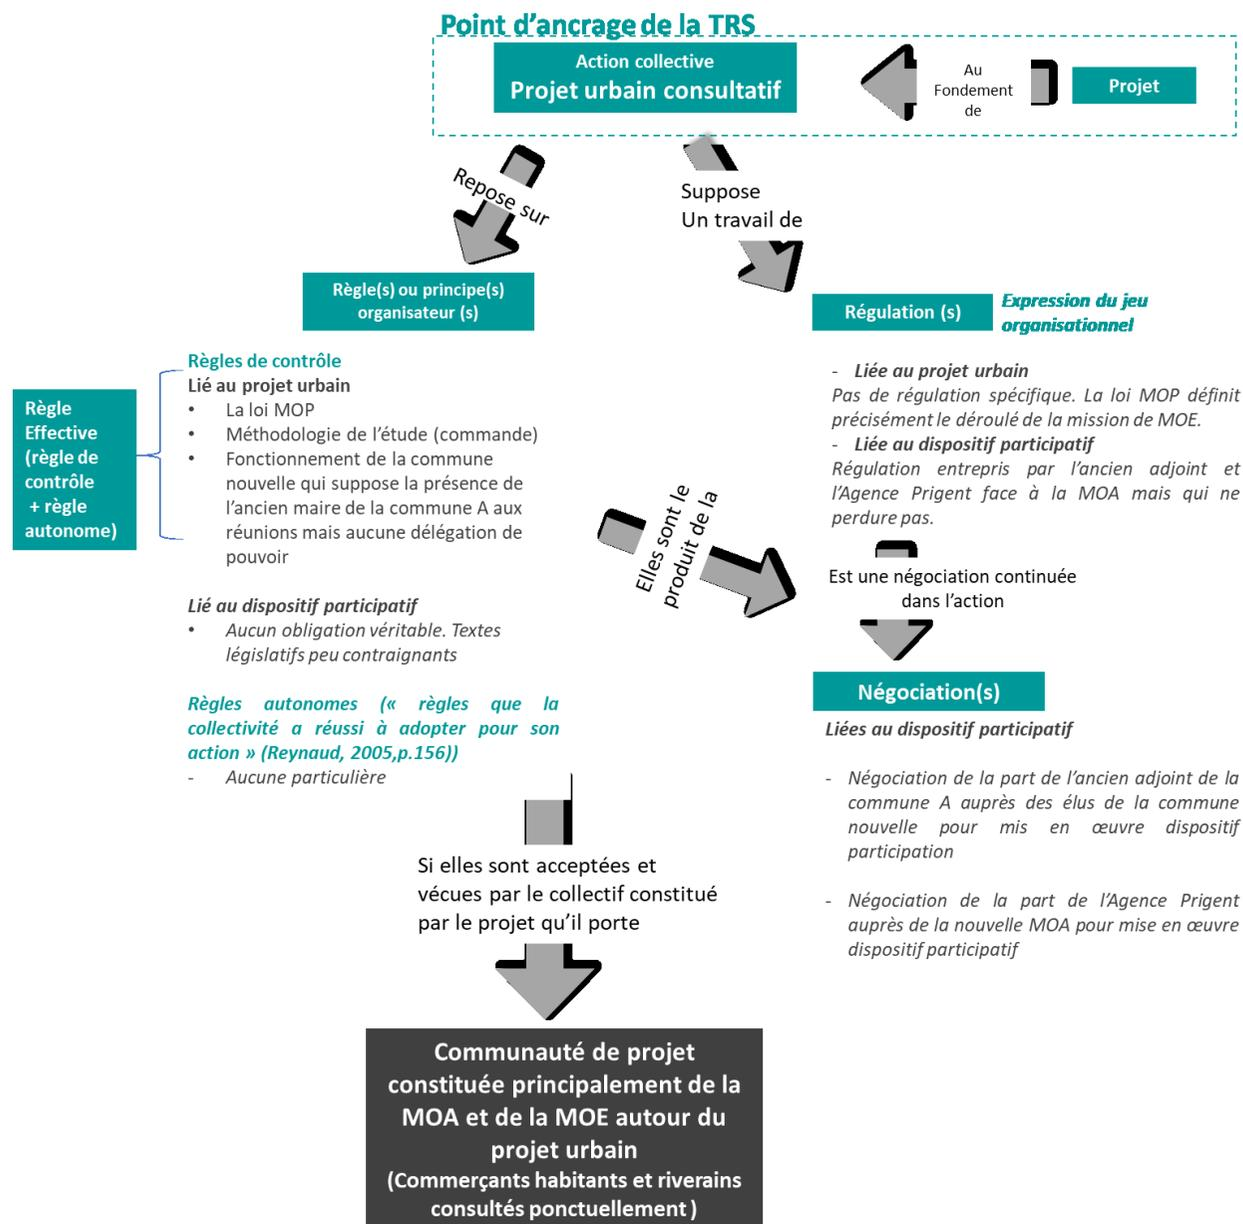 Point d'ancrage de la TRS
Action collective
Projet urbain consultatif
Au
Fondement
de
Projet
Repose sur
Suppose
Un travail de
Règle(s) ou principe(s)
organisateur (s)
Régulation (s)
Expression du jeu
organisationnel
Règle
Effective
(règle de
contrôle
+ règle
autonome)
Règles de contrôle
Lié au projet urbain
• La loi MOP
• Méthodologie de l'étude (commande)
• Fonctionnement de la commune
nouvelle qui suppose la présence de
l'ancien maire de la commune A aux
réunions mais aucune délégation de
pouvoir
Lié au dispositif participatif
• Aucun obligation véritable. Textes
législatifs peu contraignants
Règles autonomes (« règles que la
collectivité a réussi à adopter pour son
action » (Reynaud, 2005,p.156))
- Aucune particulière
Elles sont le
produit de la
- Liée au projet urbain
Pas de régulation spécifique. La loi MOP définit
précisément le déroulé de la mission de MOE.
- Liée au dispositif participatif
Régulation entrepris par l'ancien adjoint et
l'Agence Prigent face à la MOA mais qui ne
perdure pas.
Est une négociation continuée
dans l'action
Négociation(s)
Liées au dispositif participatif
- Négociation de la part de l'ancien adjoint de la
commune A auprès des élus de la commune
nouvelle pour mis en œuvre dispositif
participation
- Négociation de la part de l'Agence Prigent
auprès de la nouvelle MOA pour mise en œuvre
dispositif participatif
Si elles sont acceptées et
vécues par le collectif constitué
par le projet qu'il porte
Communauté de projet
constituée principalement de la
MOA et de la MOE autour du
projet urbain
(Commerçants habitants et riverains
consultés ponctuellement )